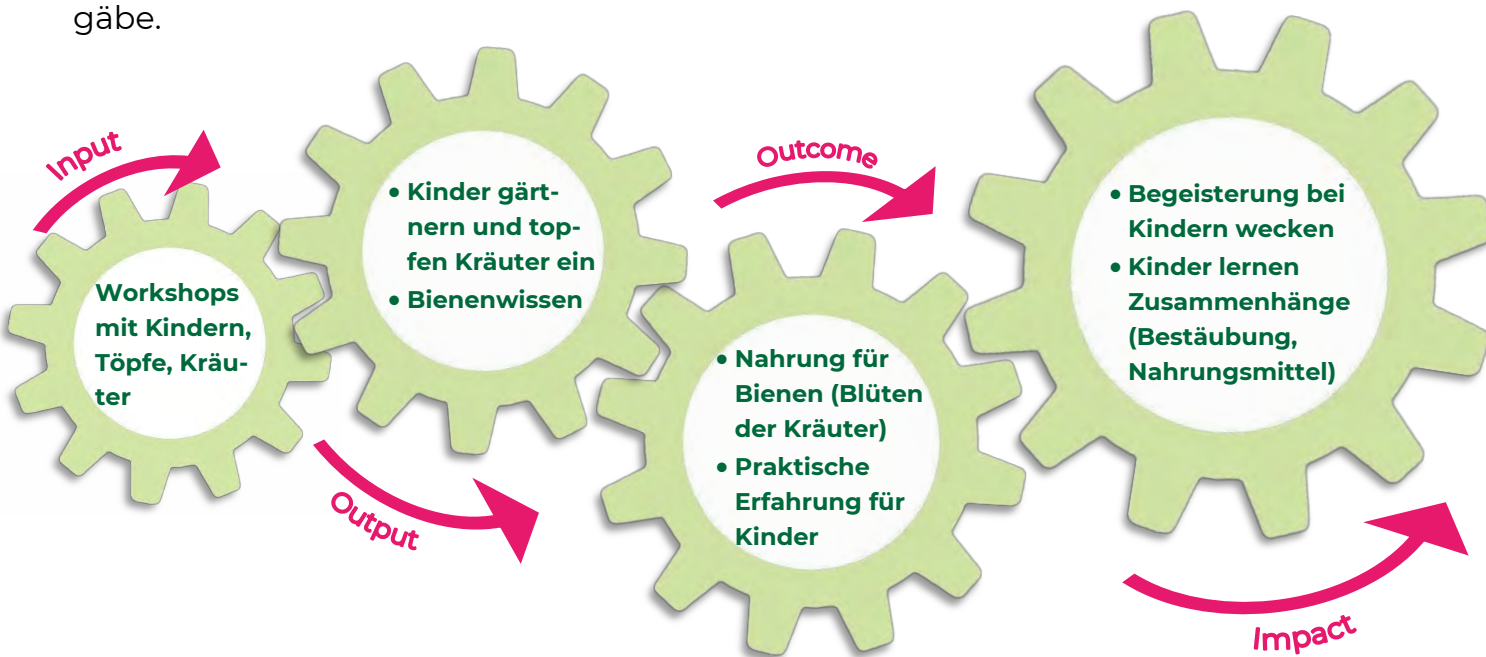 gäbe.
Input
Workshops
mit Kindern,
Töpfe, Kräu-
ter
Output
• Kinder gärt-
nern und top-
fen Kräuter ein
• Bienenwissen
Outcome
• Nahrung für
Bienen (Blüten
der Kräuter)
• Praktische
Erfahrung für
Kinder
Impact
• Begeisterung bei
Kindern wecken
• Kinder lernen
Zusammenhänge
(Bestäubung,
Nahrungsmittel)